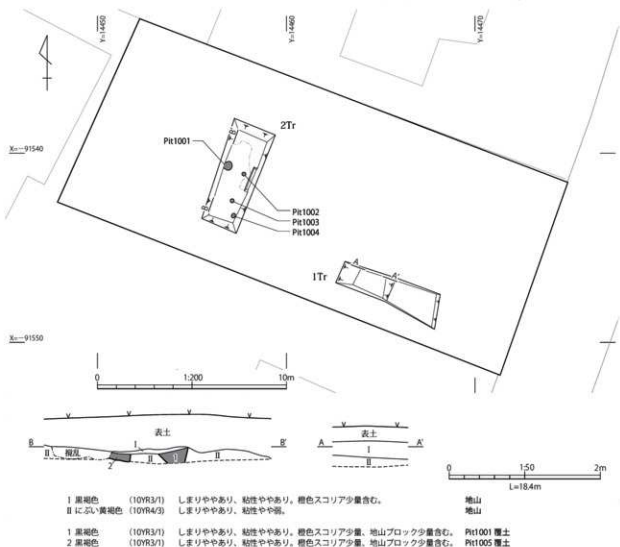 Y=14450
Y=14460
Y=14470
2Tr
B'
Pit1001
X=-91540
Pit1002
Pit1003
B
Pit1004
A
A'
1Tr
X=-91550
0 1:200 10m
表土
B I B'
撹乱 II 1 II
2
表土
A I A'
II
0 1:50 2m
L=18.4m
I 黒褐色 (10YR3/1) しまりややあり、粘性ややあり。橙色スコリア少量含む。 地山
II にぶい黄褐色 (10YR4/3) しまりややあり、粘性やや弱。 地山
1 黒褐色 (10YR3/1) しまりややあり、粘性ややあり。橙色スコリア少量、地山ブロック少量含む。 Pit1001 覆土
2 黒褐色 (10YR3/1) しまりややあり、粘性ややあり。橙色スコリア少量、地山ブロック少量含む。 Pit1005 覆土